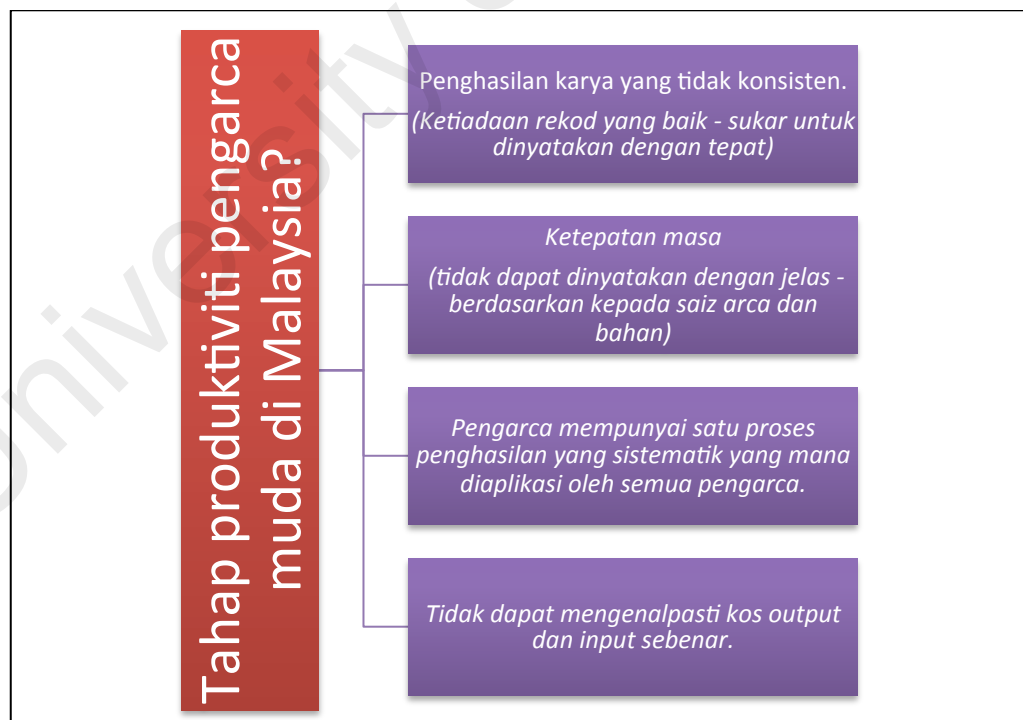 Tahap produktiviti pengarca
muda di Malaysia?
Penghasilan karya yang tidak konsisten.
(Ketiadaan rekod yang baik - sukar untuk
dinyatakan dengan tepat)
Ketepatan masa
(tidak dapat dinyatakan dengan jelas -
berdasarkan kepada saiz arca dan
bahan)
Pengarca mempunyai satu proses
penghasilan yang sistematik yang mana
diaplikasi oleh semua pengarca.
Tidak dapat mengenalpasti kos output
dan input sebenar.
University